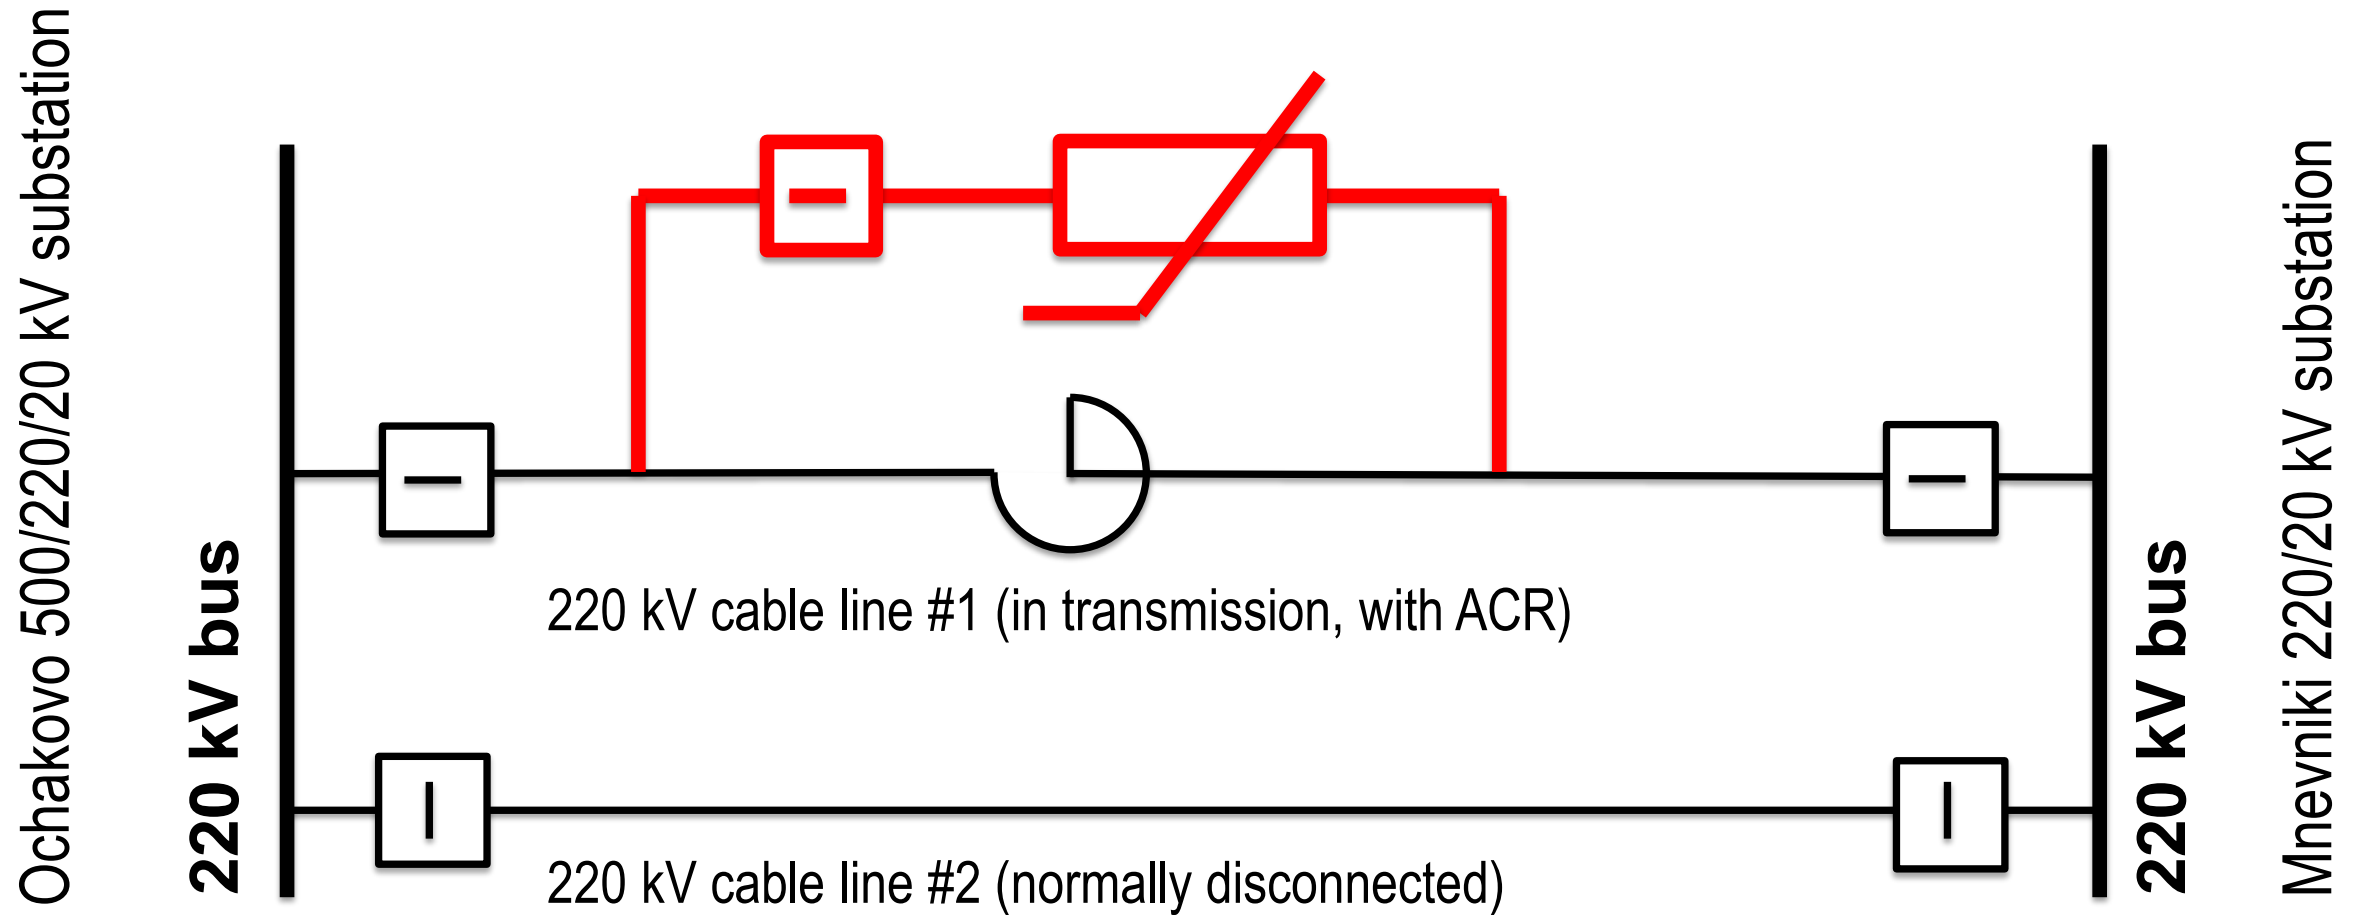 Ochakovo 500/220/20 kV substation
220 kV bus
220 kV cable line #1 (in transmission, with ACR)
220 kV cable line #2 (normally disconnected)
220 kV bus
Mnevniki 220/20 kV substation